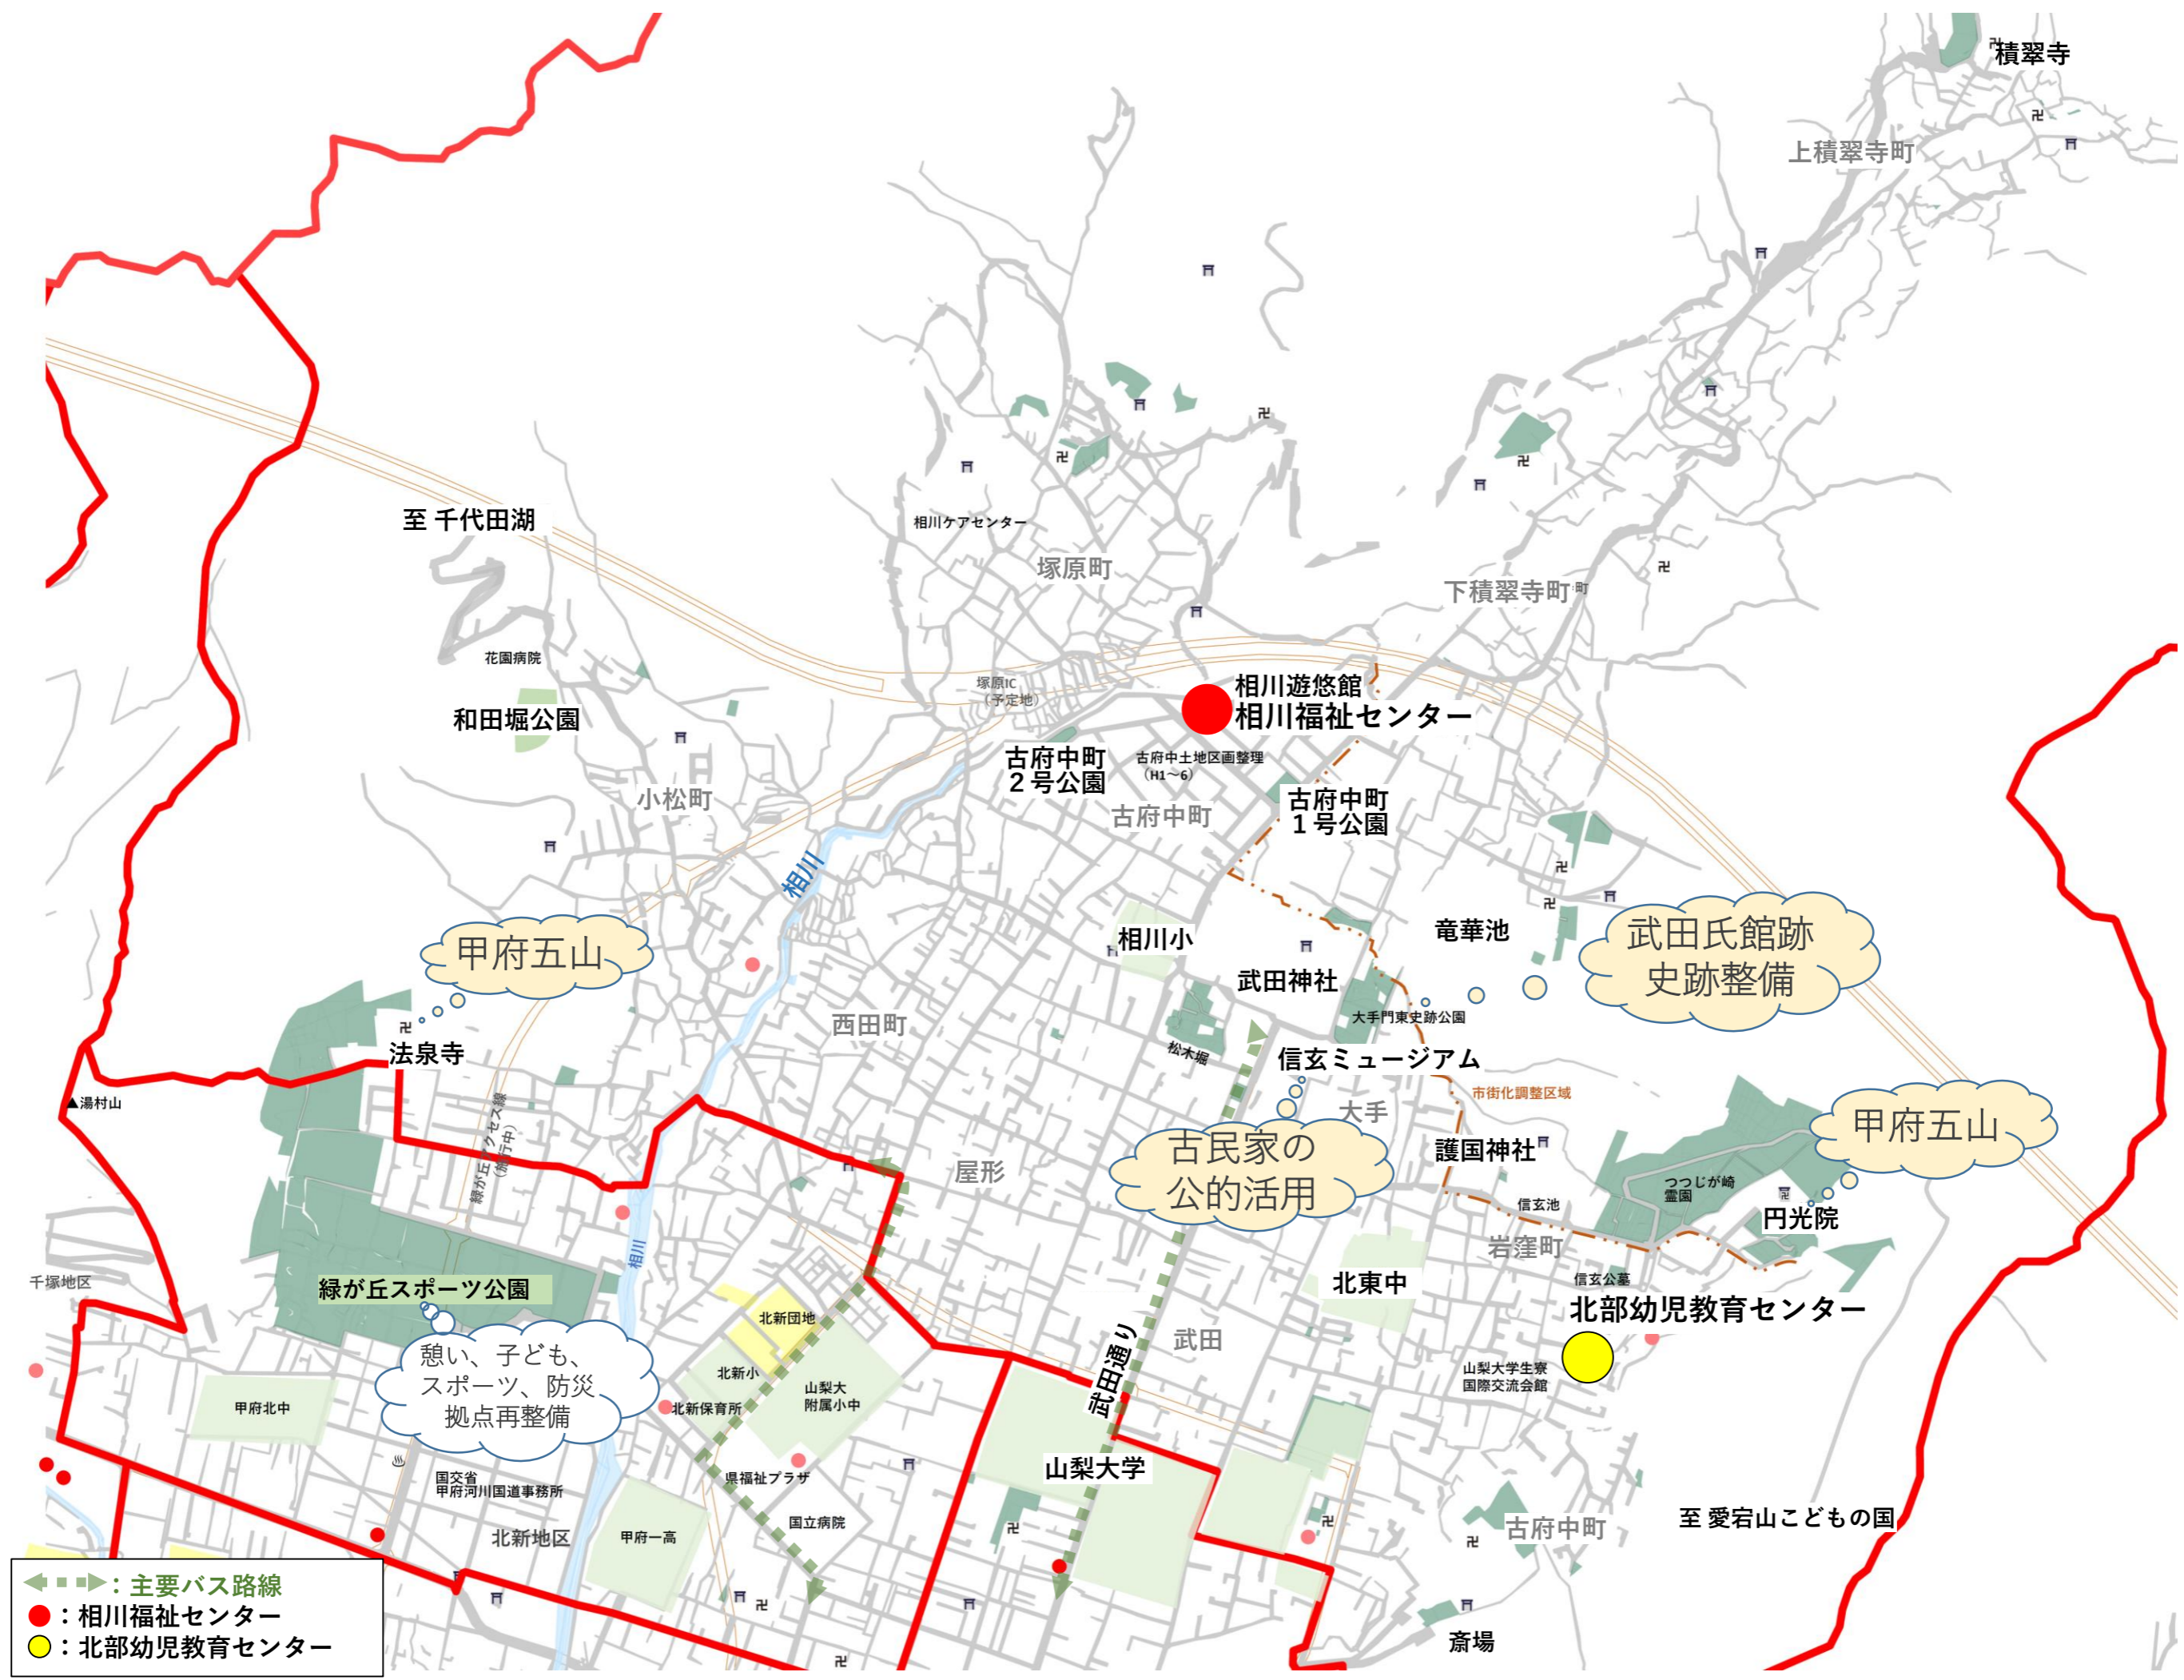 積翠寺
上積翠寺町
至 千代田湖
相川ケアセンター
塚原町
下積翠寺町
町
花園病院
塚原IC
（予定地）
相川遊悠館
相川福祉センター
和田堀公園
古府中町
２号公園
古府中土地区画整理
（H1～6）
小松町
古府中町
古府中町
１号公園
相川
甲府五山
相川小
竜華池
武田氏館跡
史跡整備
武田神社
西田町
大手門東史跡公園
法泉寺
松木堀
信玄ミュージアム
▲湯村山
市街化調整区域
緑が丘アクセス線
（施行中）
大手
甲府五山
古民家の
公的活用
護国神社
屋形
つつじが崎
霊園
信玄池
円光院
相川
岩窪町
千塚地区
緑が丘スポーツ公園
北東中
信玄公墓
北部幼児教育センター
北新団地
武田
武田通り
憩い、子ども、
スポーツ、防災
拠点再整備
北新小
山梨大
附属小中
山梨大学生寮
国際交流会館
甲府北中
北新保育所
山梨大学
国交省
甲府河川国道事務所
県福祉プラザ
北新地区
甲府一高
国立病院
至 愛宕山こどもの国
古府中町
斎場
：主要バス路線
：相川福祉センター
：北部幼児教育センター